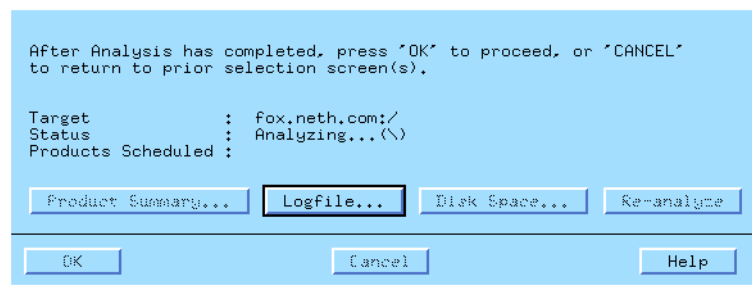 After Analysis has completed, press 'OK' to proceed, or 'CANCEL'
to return to prior selection screen(s).
Target : fox.neth.com:/
Status : Analyzing...(\)
Products Scheduled :
Product Summary... Logfile... Disk Space... Re-analyze
OK Cancel Help